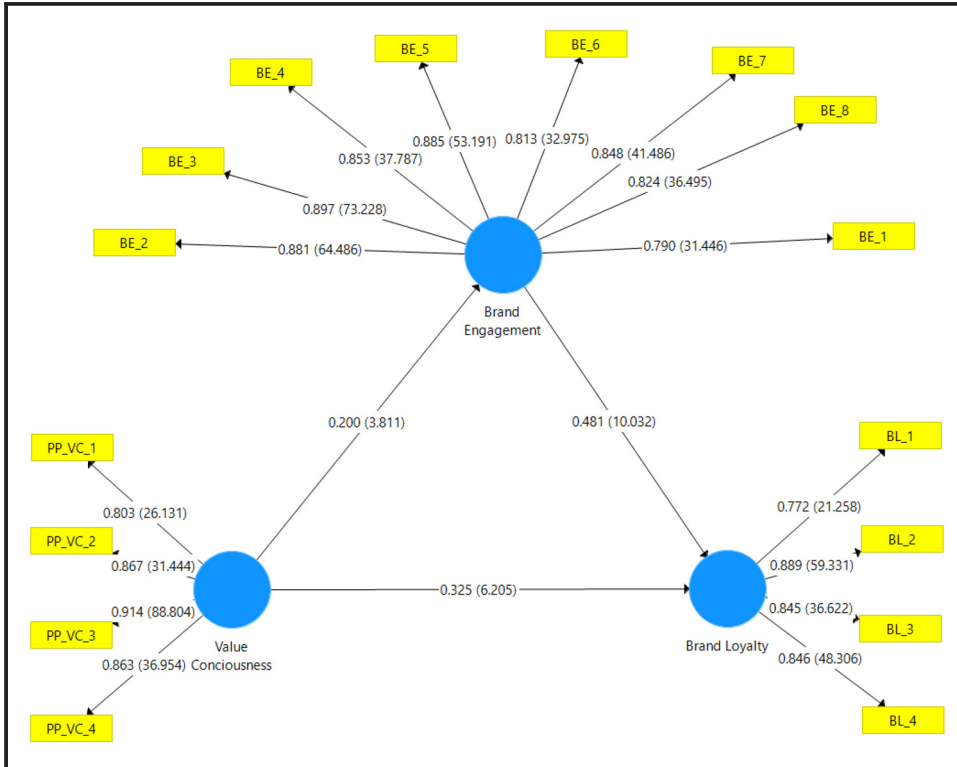 BE_6
BE_5
BE_7
BE_4
BE_8
0.885 (53.191)
0.813 (32.975)
0.848 (41.486)
0.853 (37.787)
BE_3
0.824 (36.495)
0.897 (73.228)
BE_2
0.881 (64.486)
0.790 (31.446)
BE_1
Brand
Engagement
0.200 (3.811)
0.481 (10.032)
PP_VC_1
BL_1
0.803 (26.131)
0.772 (21.258)
PP_VC_2
BL_2
0.867 (31.444)
0.889 (59.331)
0.325 (6.205)
0.914 (88.804)
0.845 (36.622)
PP_VC_3
BL_3
Value
Conciousness
Brand Loyalty
0.863 (36.954)
0.846 (48.306)
PP_VC_4
BL_4